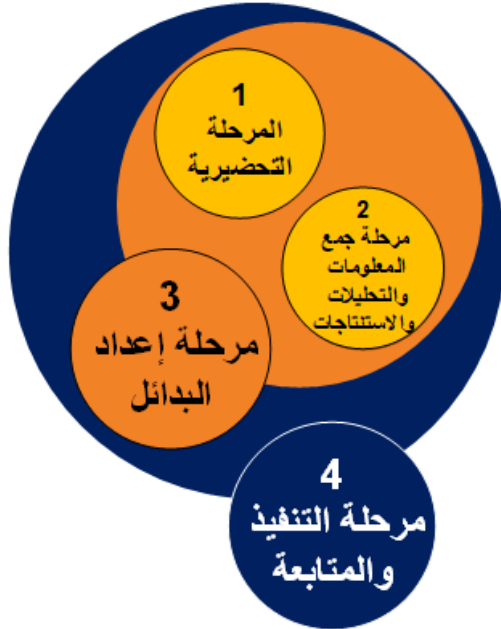 1
المرحلة
التحضيرية
2
مرحلة جمع
المعلومات
والتحليلات
والاستنتاجات
3
مرحلة إعداد
البدائل
4
مرحلة التنفيذ
والمتابعة